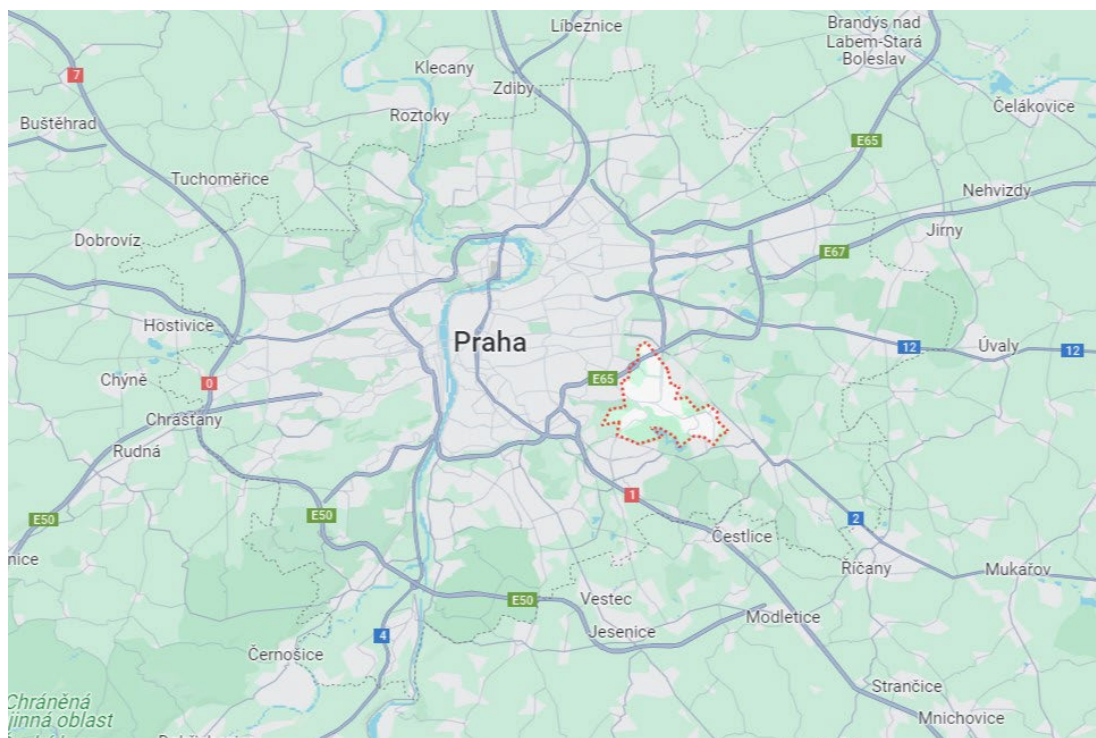 Líbeznice
Brandýs nad
Labem-Stará
Boleslav
Klecany
Zdiby
7
Čelákovice
Roztoky
Buštěhrad
E65
Tuchoměřice
Nehvizdy
Jirny
Dobrovíz
E67
Hostivice
Praha
12
Úvaly
12
Chýně
E65
0
Chrášťany
Rudná
1
E50
E50
2
nice
Čestlice
Říčany
Mukařov
E50
Vestec
Modletice
4
Jesenice
Černošice
Strančice
Chráněná
jinná oblast
Mnichovice